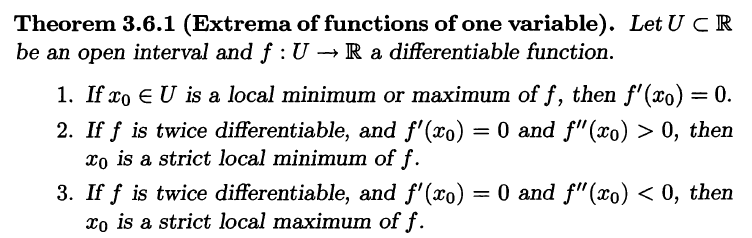 Theorem 3.6.1 (Extrema of functions of one variable). Let U ⊂ ℝ
be an open interval and f : U → ℝ a differentiable function.
1. If x₀ ∈ U is a local minimum or maximum of f, then f′(x₀) = 0.
2. If f is twice differentiable, and f′(x₀) = 0 and f″(x₀) > 0, then
x₀ is a strict local minimum of f.
3. If f is twice differentiable, and f′(x₀) = 0 and f″(x₀) < 0, then
x₀ is a strict local maximum of f.